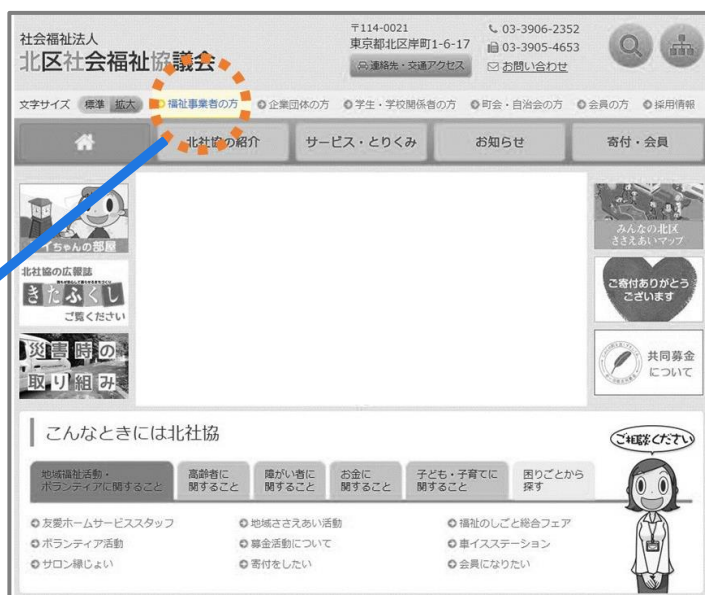 社会福祉法人
北区社会福祉協議会
〒114-0021
東京都北区岸町1-6-17
連絡先・交通アクセス
03-3906-2352
03-3905-4653
お問い合わせ
文字サイズ 標準 拡大 福祉事業者の方 企業団体の方 学生・学校関係者の方 町会・自治会の方 会員の方 採用情報
北社協の紹介 サービス・とりくみ お知らせ 寄付・会員
イちゃんの部屋
北社協の広報誌
きたふくし
ご覧ください
災害時の
取り組み
みんなの北区
ささえあいマップ
ご寄付ありがとう
ございます
共同募金
について
こんなときには北社協
ご相談ください
地域福祉活動・
ボランティアに関すること
高齢者に
関すること
障がい者に
関すること
お金に
関すること
子ども・子育てに
関すること
困りごとから
探す
友愛ホームサービススタッフ 地域ささえあい活動 福祉のしごと総合フェア
ボランティア活動 募金活動について 車イスステーション
サロン縁じょい 寄付をしたい 会員になりたい